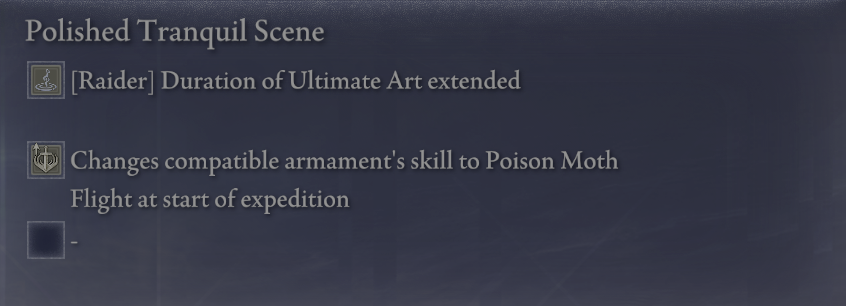 Polished Tranquil Scene
[Raider] Duration of Ultimate Art extended
Changes compatible armament's skill to Poison Moth
Flight at start of expedition
-